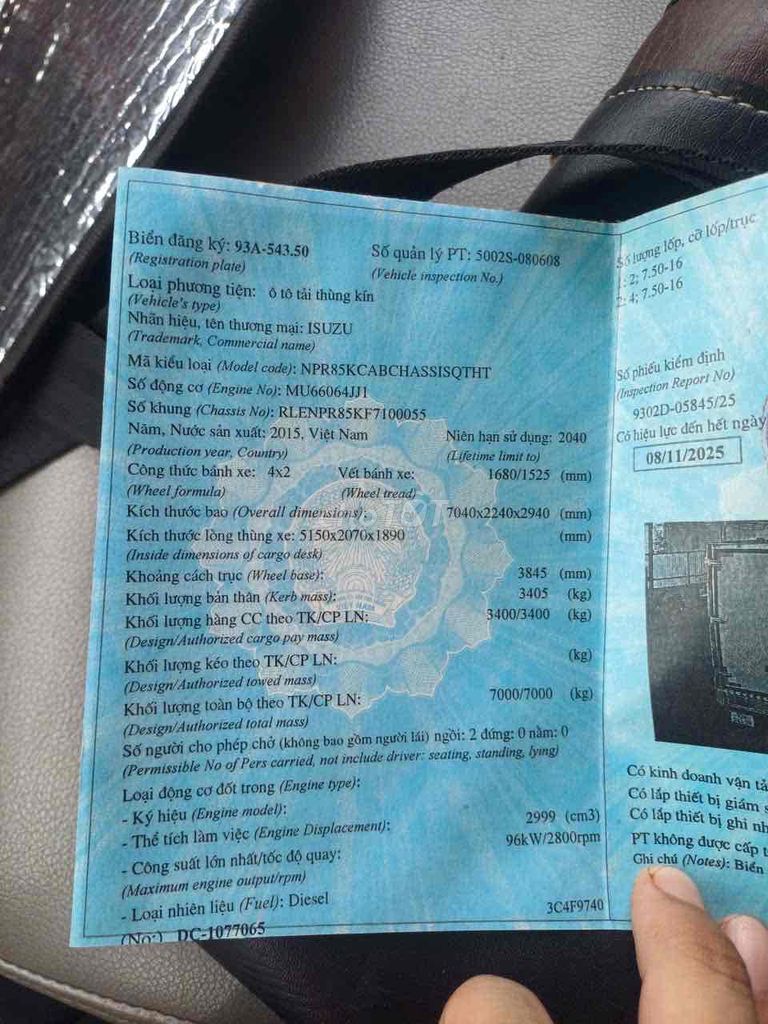 Biển đăng ký: 93A-543.50 Số quản lý PT: 5002S-080608
(Registration plate) (Vehicle inspection No.)
Loại phương tiện: ô tô tải thùng kín
(Vehicle's type)
Nhãn hiệu, tên thương mại: ISUZU
(Trademark, Commercial name)
Mã kiểu loại (Model code): NPR85KCABCHASSISQTHT
Số động cơ (Engine No): MU66064JJ1
Số khung (Chassis No): RLENPR85KF7100055
Năm, Nước sản xuất: 2015, Việt Nam Niên hạn sử dụng: 2040
(Production year, Country) (Lifetime limit to)
Công thức bánh xe: 4x2 Vết bánh xe: 1680/1525 (mm)
(Wheel formula) (Wheel tread)
Kích thước bao (Overall dimensions): 7040x2240x2940 (mm)
Kích thước lòng thùng xe: 5150x2070x1890 (mm)
(Inside dimensions of cargo desk)
Khoảng cách trục (Wheel base): 3845 (mm)
Khối lượng bản thân (Kerb mass): 3405 (kg)
Khối lượng hàng CC theo TK/CP LN: 3400/3400 (kg)
(Design/Authorized cargo pay mass)
Khối lượng kéo theo TK/CP LN: (kg)
(Design/Authorized towed mass)
Khối lượng toàn bộ theo TK/CP LN: 7000/7000 (kg)
(Design/Authorized total mass)
Số người cho phép chở (không bao gồm người lái) ngồi: 2 đứng: 0 nằm: 0
(Permissible No of Pers carried, not include driver: seating, standing, lying)
Loại động cơ đốt trong (Engine type):
- Ký hiệu (Engine model):
- Thể tích làm việc (Engine Displacement): 2999 (cm3)
- Công suất lớn nhất/tốc độ quay: 96kW/2800rpm
(Maximum engine output/rpm)
- Loại nhiên liệu (Fuel): Diesel 3C4F9740
(No:) DC-1077065
Số lượng lốp, cỡ lốp/trục
1: 2; 7.50-16
2: 4; 7.50-16
Số phiếu kiểm định
(Inspection Report No)
9302D-05845/25
Có hiệu lực đến hết ngày
08/11/2025
Có kinh doanh vận tả
Có lắp thiết bị giám s
Có lắp thiết bị ghi nh
PT không được cấp t
Ghi chú (Notes): Biển